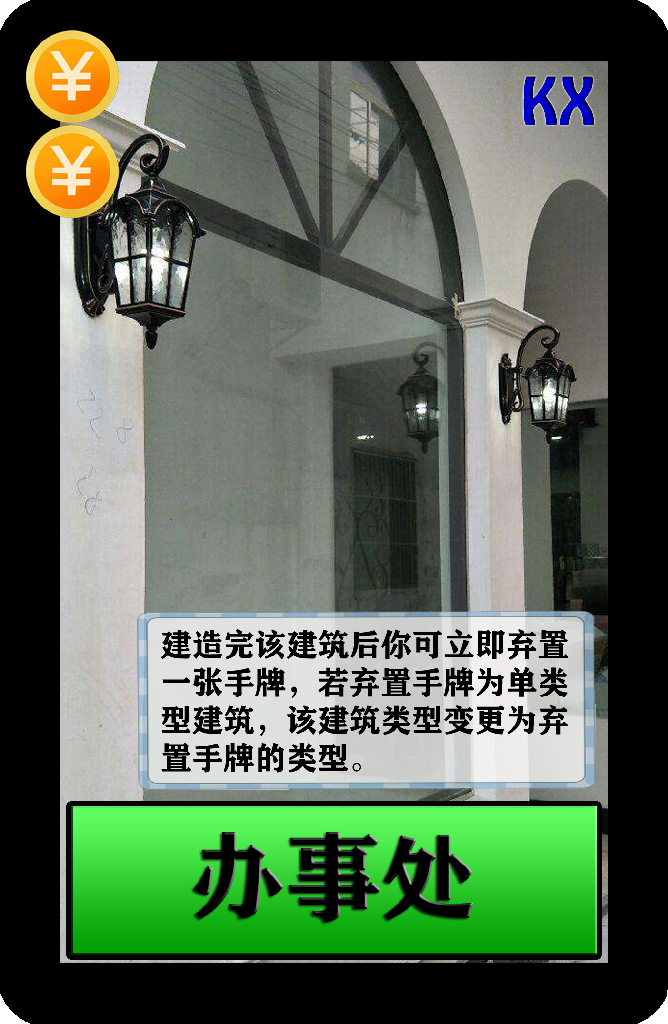 ¥
¥
KX
建造完该建筑后你可立即弃置
一张手牌，若弃置手牌为单类
型建筑，该建筑类型变更为弃
置手牌的类型。
办事处